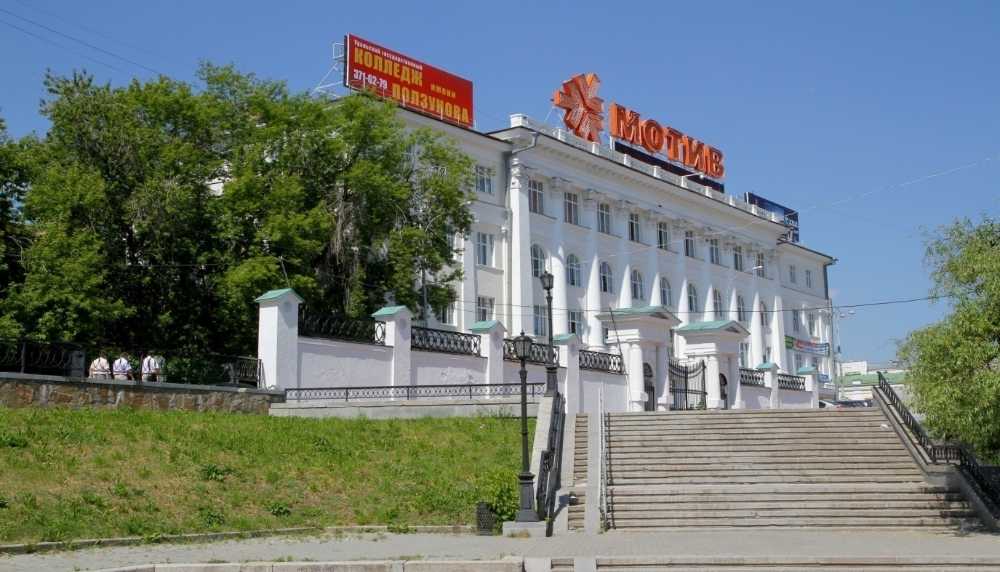 Уральский государственный
КОЛЛЕДЖ
имени
371-62-79
ПОЛЗУНОВА
МОТИВ